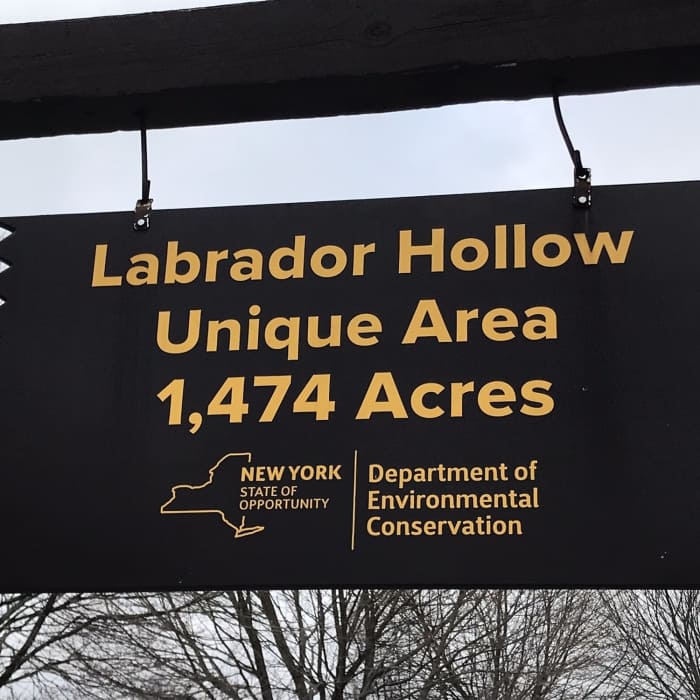 Labrador Hollow
Unique Area
1,474 Acres
NEW YORK
STATE OF
OPPORTUNITY
Department of
Environmental
Conservation